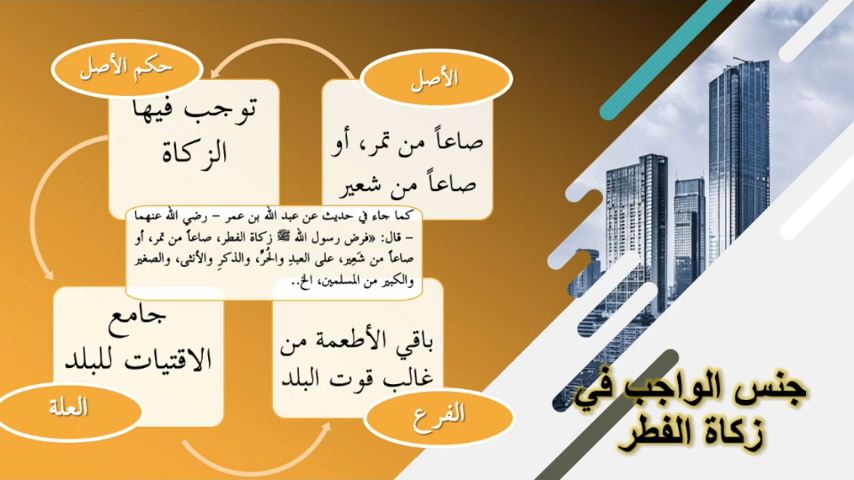 الأصل
صاعاً من تمر، أو
صاعاً من شعير
حكم الأصل
توجب فيها
الزكاة
كما جاء في حديث عن عبد الله بن عمر – رضي الله عنهما
– قال: «فرض رسول الله ﷺ زكاة الفطر، صاعاً من تمر، أو
صاعاً من شَعِير، على العبدِ والحُرِّ، والذكرِ والأنثى، والصغير
والكبير من المسلمين، الخ..
جامع
الاقتيات للبلد
العلة
باقي الأطعمة من
غالب قوت البلد
الفرع
جنس الواجب في
زكاة الفطر